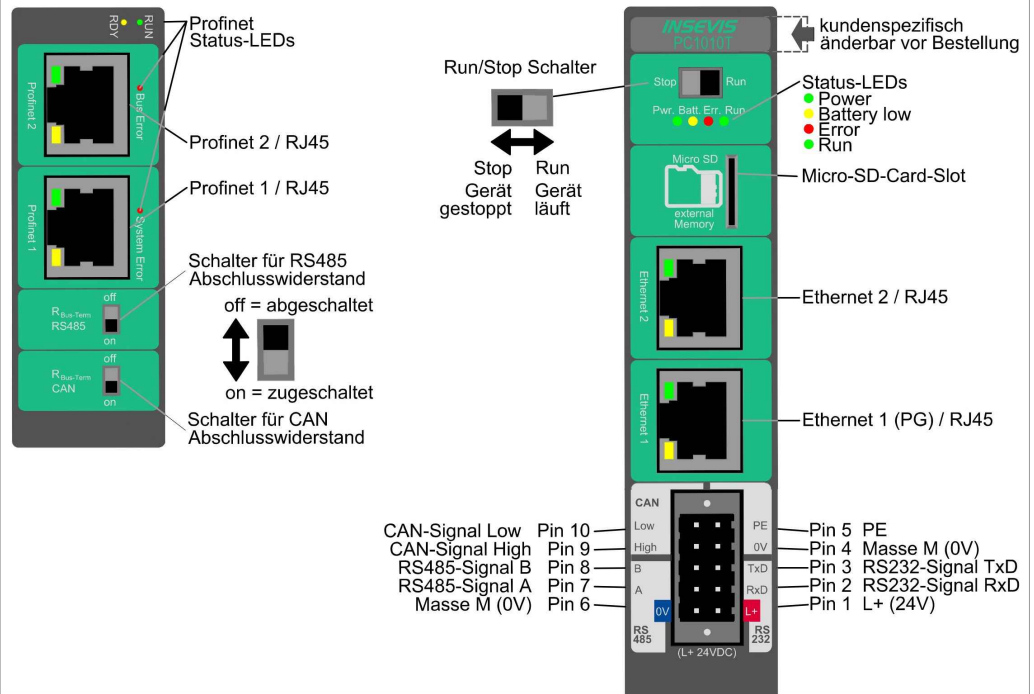 RDY
RUN
Profinet
Status-LEDs
Profinet 2
Bus Error
Profinet 2 / RJ45
Profinet 1
System Error
Profinet 1 / RJ45
Schalter für RS485
Abschlusswiderstand
off
R Bus-Term
RS485
on
off = abgeschaltet
on = zugeschaltet
off
R Bus-Term
CAN
on
Schalter für CAN
Abschlusswiderstand
INSEVIS
PC1010T
kundenspezifisch
änderbar vor Bestellung
Run/Stop Schalter
Stop Run
Gerät Gerät
gestoppt läuft
Stop Run
Pwr. Batt. Err. Run
Status-LEDs
Power
Battery low
Error
Run
Micro SD
external
Memory
Micro-SD-Card-Slot
Ethernet 2
Ethernet 2 / RJ45
Ethernet 1
Ethernet 1 (PG) / RJ45
CAN
Low
High
B
A
0V
RS
485
PE
0V
TxD
RxD
L+
RS
232
(L+ 24VDC)
CAN-Signal Low Pin 10
CAN-Signal High Pin 9
RS485-Signal B Pin 8
RS485-Signal A Pin 7
Masse M (0V) Pin 6
Pin 5 PE
Pin 4 Masse M (0V)
Pin 3 RS232-Signal TxD
Pin 2 RS232-Signal RxD
Pin 1 L+ (24V)